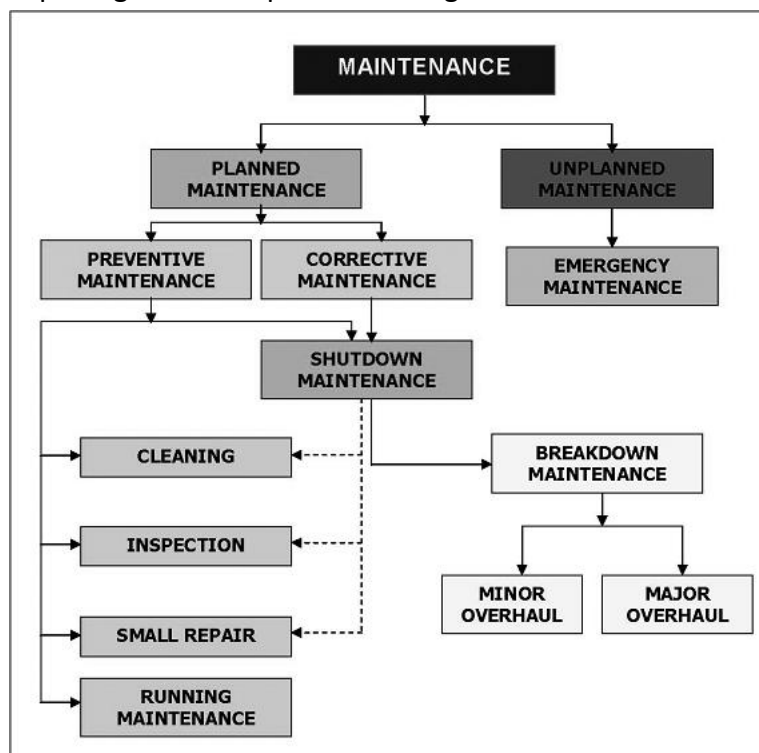 MAINTENANCE
PLANNED
MAINTENANCE
UNPLANNED
MAINTENANCE
PREVENTIVE
MAINTENANCE
CORRECTIVE
MAINTENANCE
EMERGENCY
MAINTENANCE
SHUTDOWN
MAINTENANCE
CLEANING
BREAKDOWN
MAINTENANCE
INSPECTION
MINOR
OVERHAUL
MAJOR
OVERHAUL
SMALL REPAIR
RUNNING
MAINTENANCE